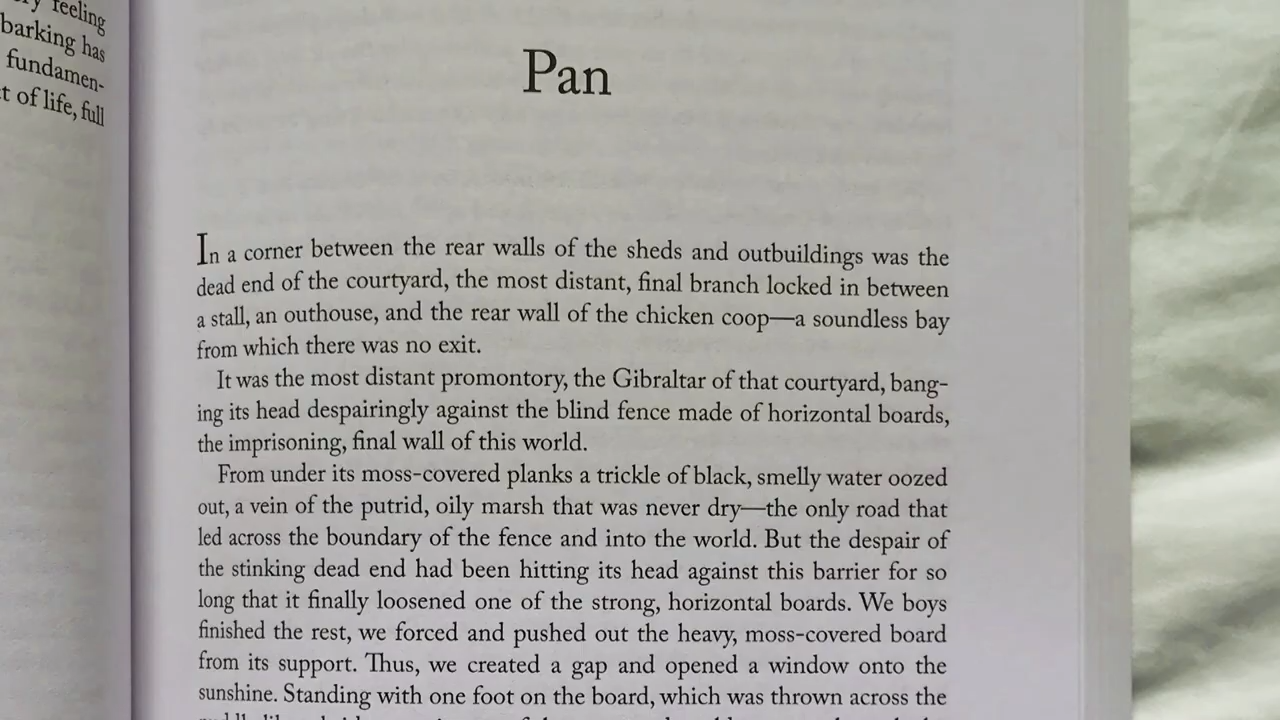 feeling
barking has
fundamen-
t of life, full
Pan
In a corner between the rear walls of the sheds and outbuildings was the
dead end of the courtyard, the most distant, final branch locked in between
a stall, an outhouse, and the rear wall of the chicken coop—a soundless bay
from which there was no exit.
It was the most distant promontory, the Gibraltar of that courtyard, bang-
ing its head despairingly against the blind fence made of horizontal boards,
the imprisoning, final wall of this world.
From under its moss-covered planks a trickle of black, smelly water oozed
out, a vein of the putrid, oily marsh that was never dry—the only road that
led across the boundary of the fence and into the world. But the despair of
the stinking dead end had been hitting its head against this barrier for so
long that it finally loosened one of the strong, horizontal boards. We boys
finished the rest, we forced and pushed out the heavy, moss-covered board
from its support. Thus, we created a gap and opened a window onto the
sunshine. Standing with one foot on the board, which was thrown across the